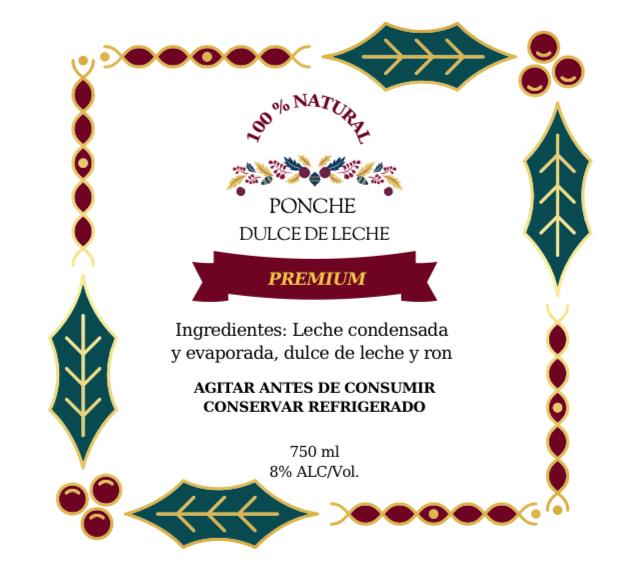 100 % NATURAL
PONCHE
DULCE DE LECHE
PREMIUM
Ingredientes: Leche condensada
y evaporada, dulce de leche y ron
AGITAR ANTES DE CONSUMIR
CONSERVAR REFRIGERADO
750 ml
8% ALC/Vol.